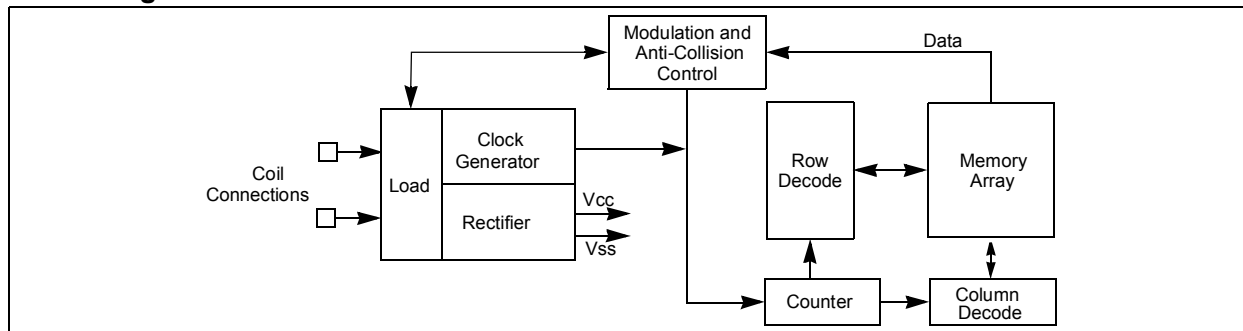 Modulation and
Anti-Collision
Control
Data
Coil
Connections
Load
Clock
Generator
Rectifier
Vcc
Vss
Row
Decode
Memory
Array
Counter
Column
Decode